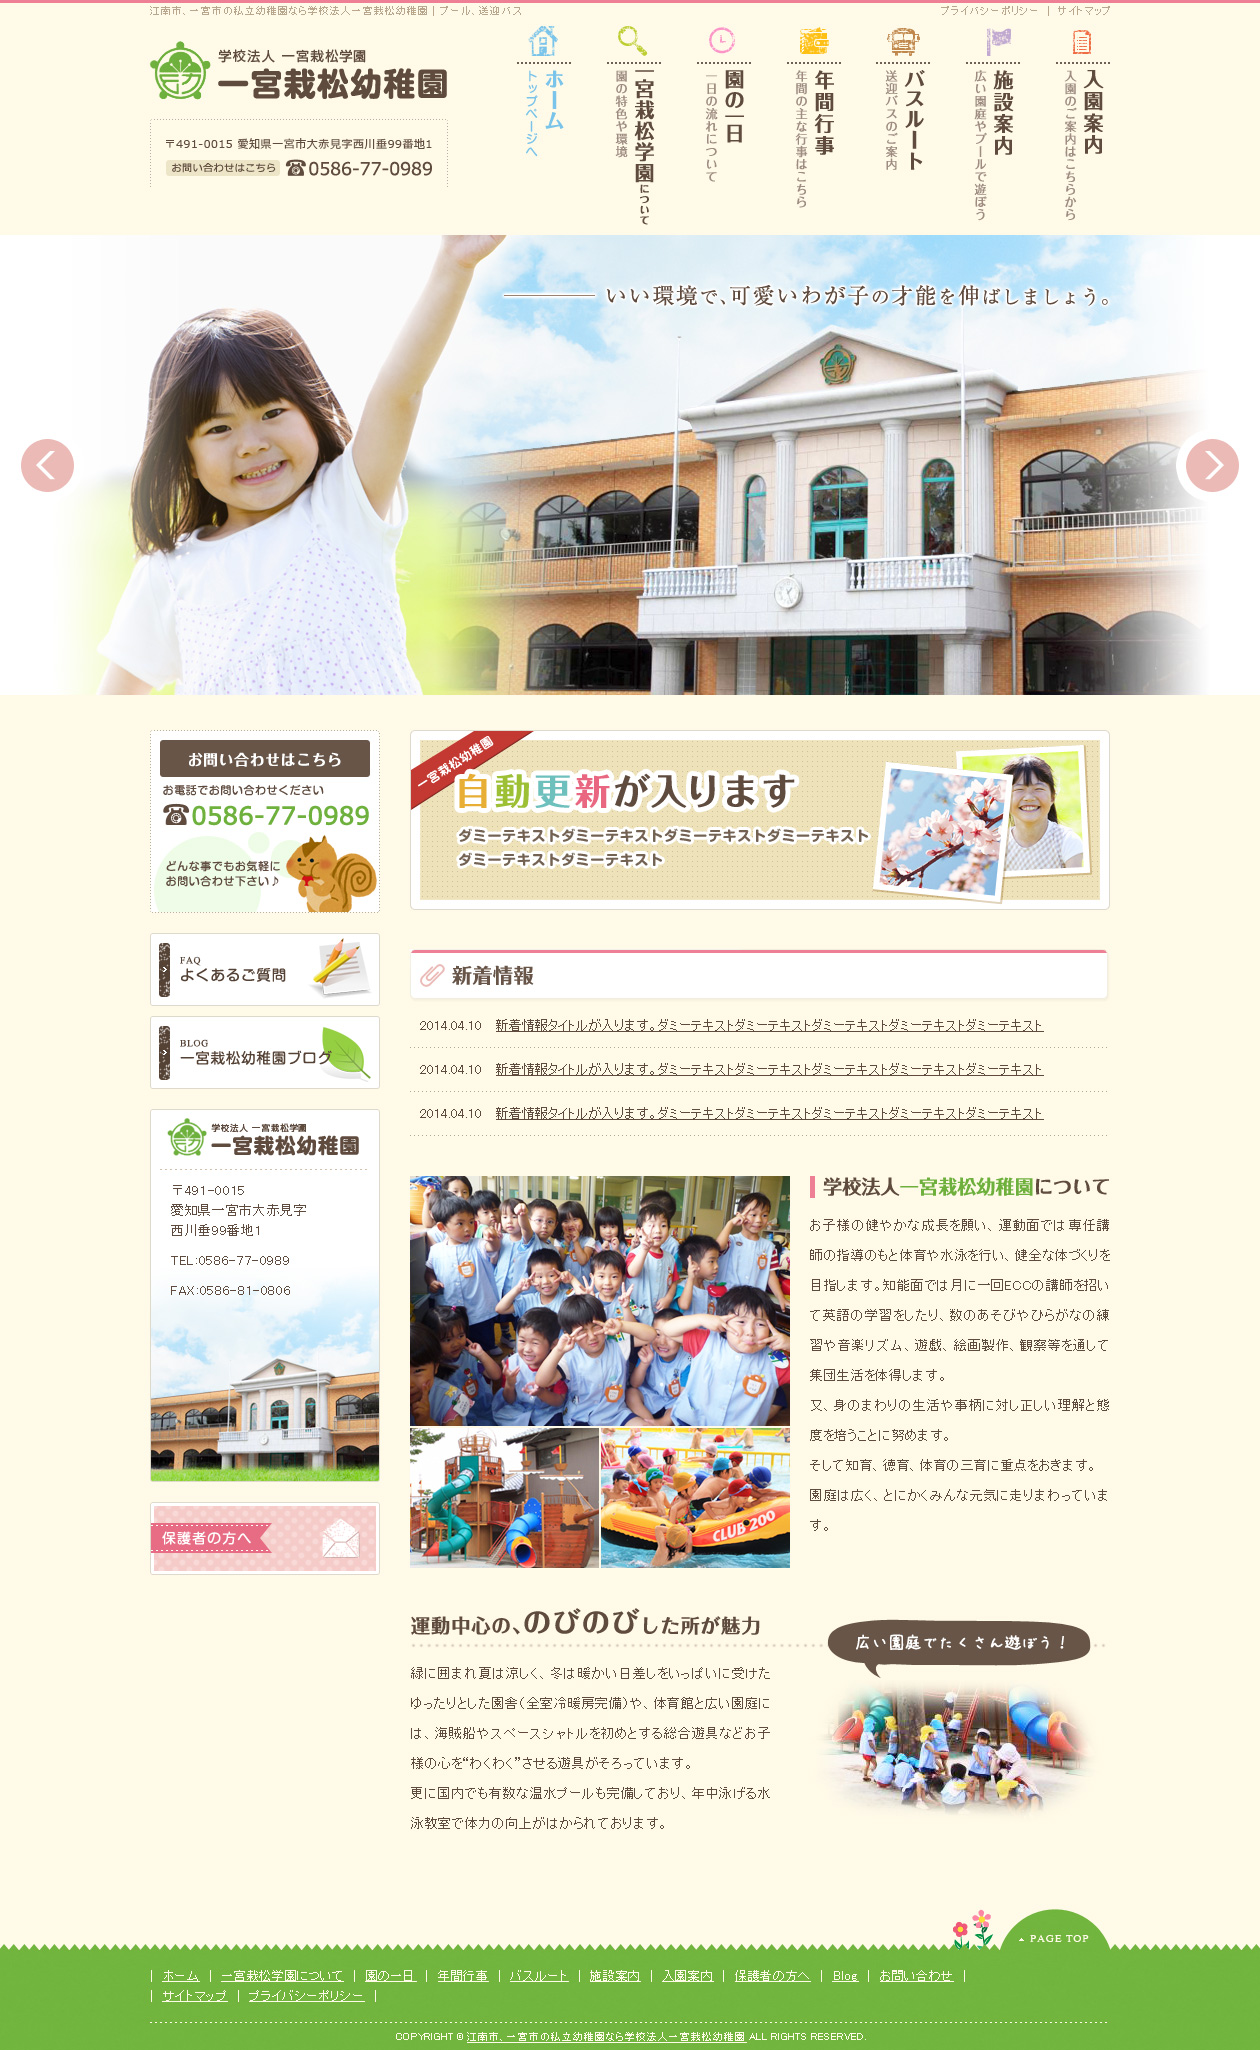 江南市、一宮市の私立幼稚園なら学校法人一宮栽松幼稚園｜プール、送迎バス
プライバシーポリシー ｜ サイトマップ
学校法人 一宮栽松学園
一宮栽松幼稚園
〒491-0015 愛知県一宮市大赤見字西川垂99番地1
お問い合わせはこちら ☎0586-77-0989
ホーム
トップページへ
一宮栽松学園について
園の特色や環境
園の一日
一日の流れについて
年間行事
年間の主な行事はこちら
バスルート
送迎バスのご案内
施設案内
広い園庭やプールで遊ぼう
入園案内
入園のご案内はこちらから
いい環境で、可愛いわが子の才能を伸ばしましょう。
お問い合わせはこちら
お電話でお問い合わせください
☎0586-77-0989
どんな事でもお気軽に
お問い合わせ下さい♪
FAQ
よくあるご質問
BLOG
一宮栽松幼稚園ブログ
学校法人 一宮栽松学園
一宮栽松幼稚園
〒491-0015
愛知県一宮市大赤見字
西川垂99番地1
TEL:0586-77-0989
FAX:0586-81-0806
保護者の方へ
一宮栽松幼稚園
自動更新が入ります
ダミーテキストダミーテキストダミーテキストダミーテキスト
ダミーテキストダミーテキスト
新着情報
2014.04.10 新着情報タイトルが入ります。ダミーテキストダミーテキストダミーテキストダミーテキストダミーテキスト
2014.04.10 新着情報タイトルが入ります。ダミーテキストダミーテキストダミーテキストダミーテキストダミーテキスト
2014.04.10 新着情報タイトルが入ります。ダミーテキストダミーテキストダミーテキストダミーテキストダミーテキスト
CLUB 200
学校法人一宮栽松幼稚園について
お子様の健やかな成長を願い、運動面では専任講
師の指導のもと体育や水泳を行い、健全な体づくりを
目指します。知能面では月に一回ECCの講師を招い
て英語の学習をしたり、数のあそびやひらがなの練
習や音楽リズム、遊戯、絵画製作、観察等を通して
集団生活を体得します。
又、身のまわりの生活や事柄に対し正しい理解と態
度を培うことに努めます。
そして知育、徳育、体育の三育に重点をおきます。
園庭は広く、とにかくみんな元気に走りまわっていま
す。
運動中心の、のびのびした所が魅力
広い園庭でたくさん遊ぼう！
緑に囲まれ夏は涼しく、冬は暖かい日差しをいっぱいに受けた
ゆったりとした園舎（全室冷暖房完備）や、体育館と広い園庭に
は、海賊船やスペースシャトルを初めとする総合遊具などお子
様の心を“わくわく”させる遊具がそろっています。
更に国内でも有数な温水プールも完備しており、年中泳げる水
泳教室で体力の向上がはかられております。
PAGE TOP
｜ ホーム ｜ 一宮栽松学園について ｜ 園の一日 ｜ 年間行事 ｜ バスルート ｜ 施設案内 ｜ 入園案内 ｜ 保護者の方へ ｜ Blog ｜ お問い合わせ ｜
｜ サイトマップ ｜ プライバシーポリシー ｜
COPYRIGHT © 江南市、一宮市の私立幼稚園なら学校法人一宮栽松幼稚園 ALL RIGHTS RESERVED.